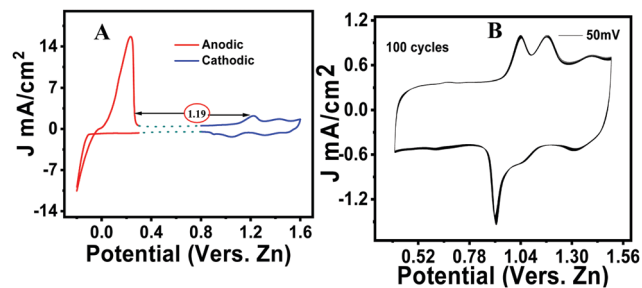 A
Anodic
Cathodic
1.19
14
7
0
-7
-14
0.0 0.4 0.8 1.2 1.6
J mA/cm²
Potential (Vers. Zn)
B
100 cycles
50mV
1.2
0.6
0.0
-0.6
-1.2
0.52 0.78 1.04 1.30 1.56
J mA/cm2
Potential (Vers. Zn)